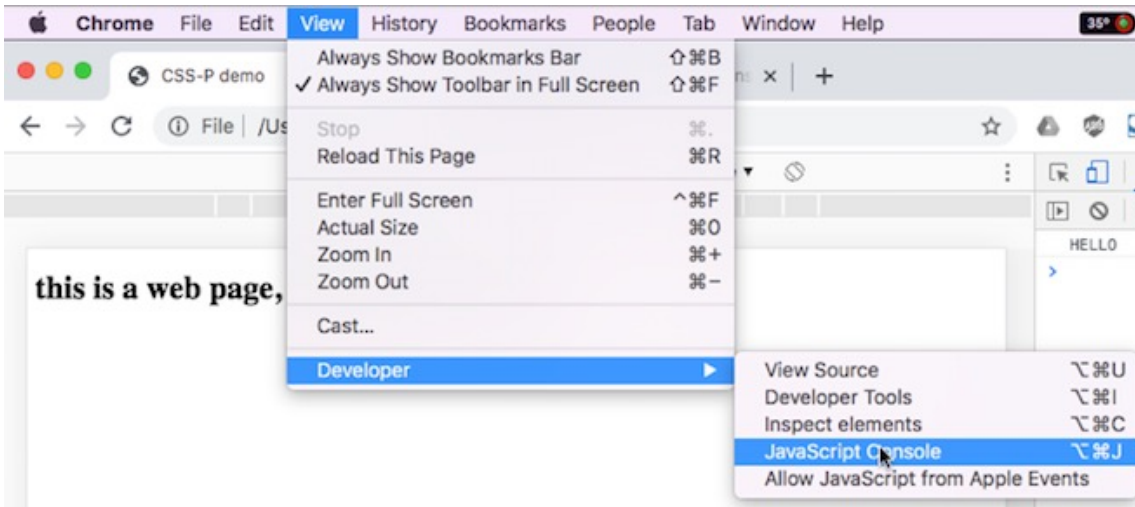 Chrome File Edit View History Bookmarks People Tab Window Help 35°
CSS-P demo
File /Us
Always Show Bookmarks Bar ⇧⌘B
✓ Always Show Toolbar in Full Screen ⇧⌘F
Stop ⌘.
Reload This Page ⌘R
Enter Full Screen ^⌘F
Actual Size ⌘0
Zoom In ⌘+
Zoom Out ⌘−
Cast...
Developer
View Source ⌥⌘U
Developer Tools ⌥⌘I
Inspect elements ⌥⌘C
JavaScript Console ⌥⌘J
Allow JavaScript from Apple Events
this is a web page,
HELLO